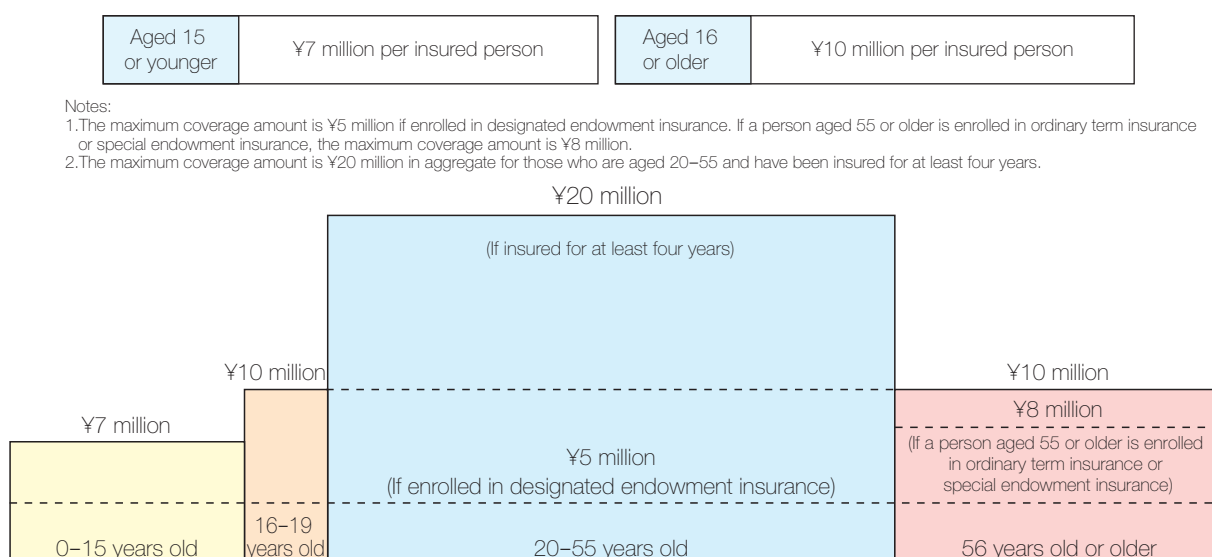 Aged 15
or younger
¥7 million per insured person
Aged 16
or older
¥10 million per insured person
Notes:
1.The maximum coverage amount is ¥5 million if enrolled in designated endowment insurance. If a person aged 55 or older is enrolled in ordinary term insurance
or special endowment insurance, the maximum coverage amount is ¥8 million.
2.The maximum coverage amount is ¥20 million in aggregate for those who are aged 20–55 and have been insured for at least four years.
¥20 million
(If insured for at least four years)
¥10 million
¥10 million
¥7 million
¥8 million
(If a person aged 55 or older is enrolled
in ordinary term insurance or
special endowment insurance)
¥5 million
(If enrolled in designated endowment insurance)
0–15 years old
16–19
years old
20–55 years old
56 years old or older